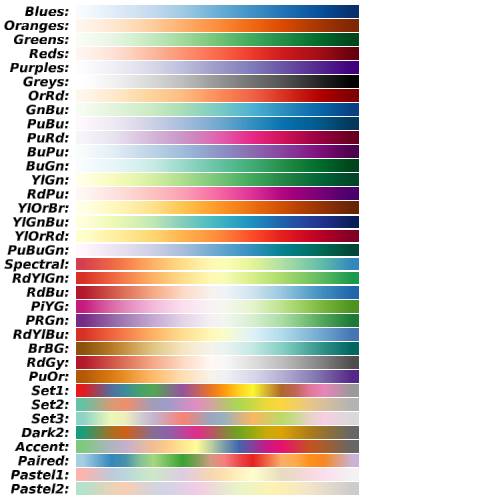 Blues:
Oranges:
Greens:
Reds:
Purples:
Greys:
OrRd:
GnBu:
PuBu:
PuRd:
BuPu:
BuGn:
YlGn:
RdPu:
YlOrBr:
YlGnBu:
YlOrRd:
PuBuGn:
Spectral:
RdYlGn:
RdBu:
PiYG:
PRGn:
RdYlBu:
BrBG:
RdGy:
PuOr:
Set1:
Set2:
Set3:
Dark2:
Accent:
Paired:
Pastel1:
Pastel2: